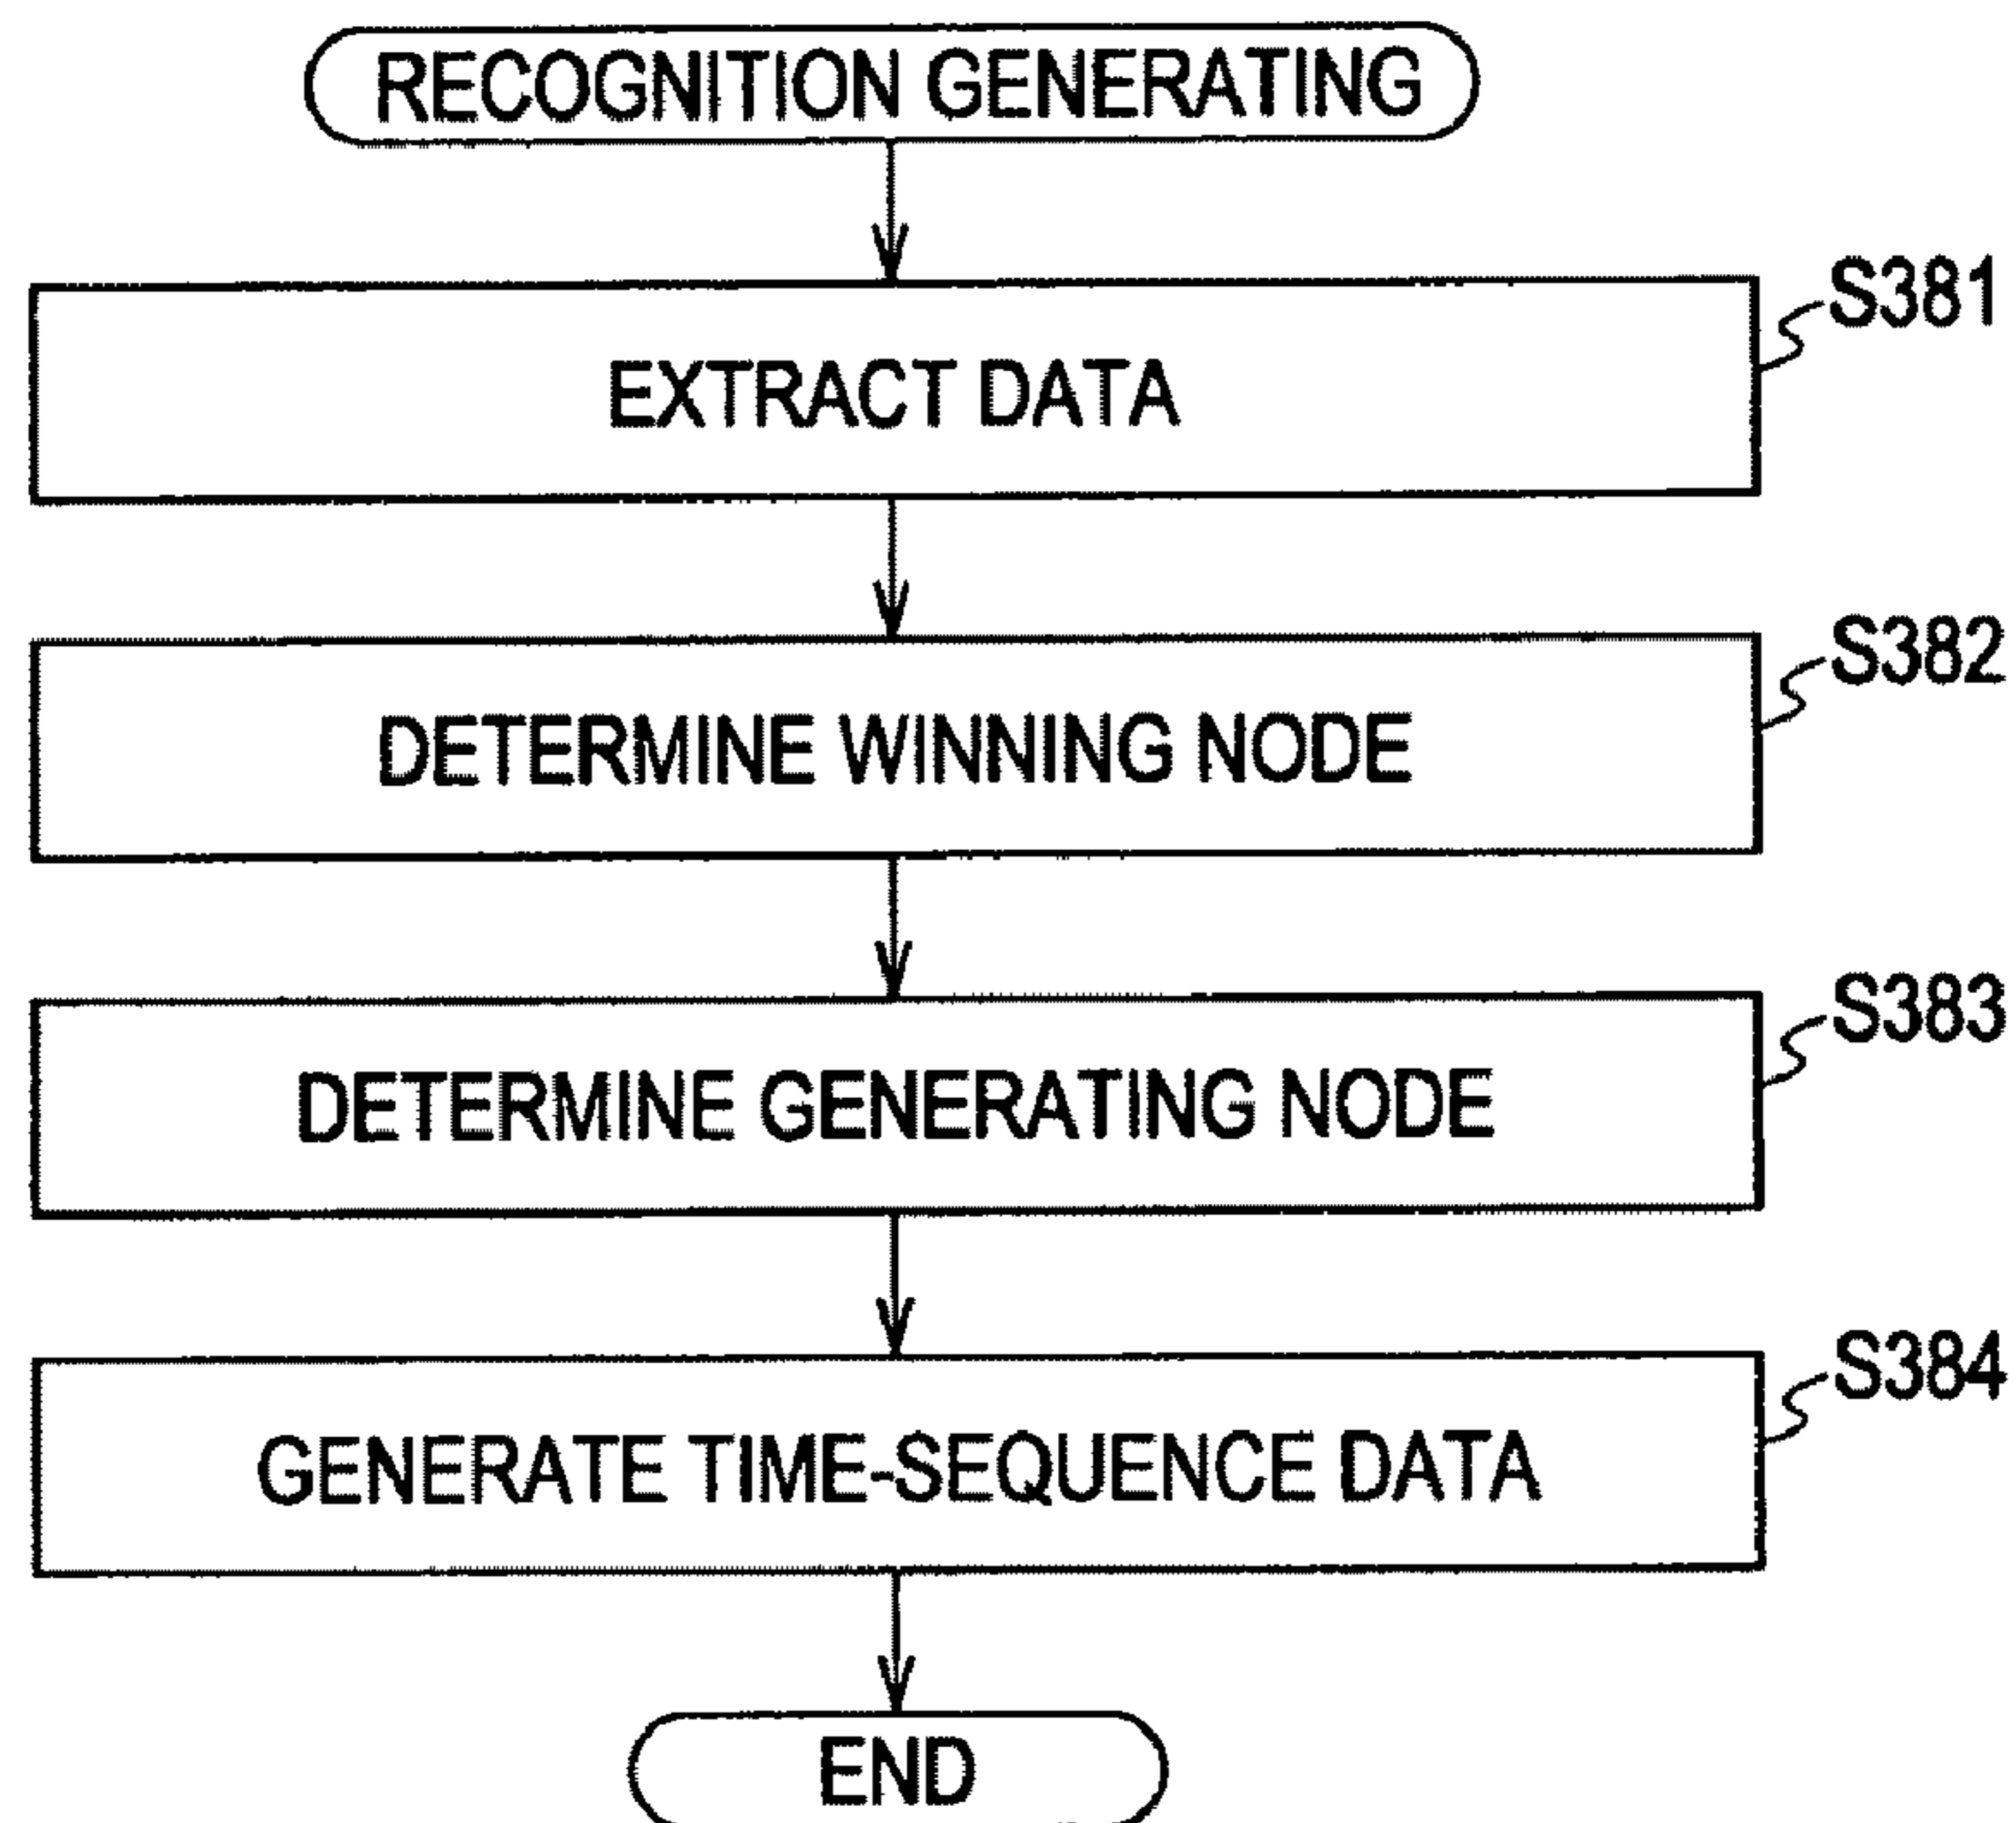 RECOGNITION GENERATING
S381
EXTRACT DATA
S382
DETERMINE WINNING NODE
S383
DETERMINE GENERATING NODE
S384
GENERATE TIME-SEQUENCE DATA
END